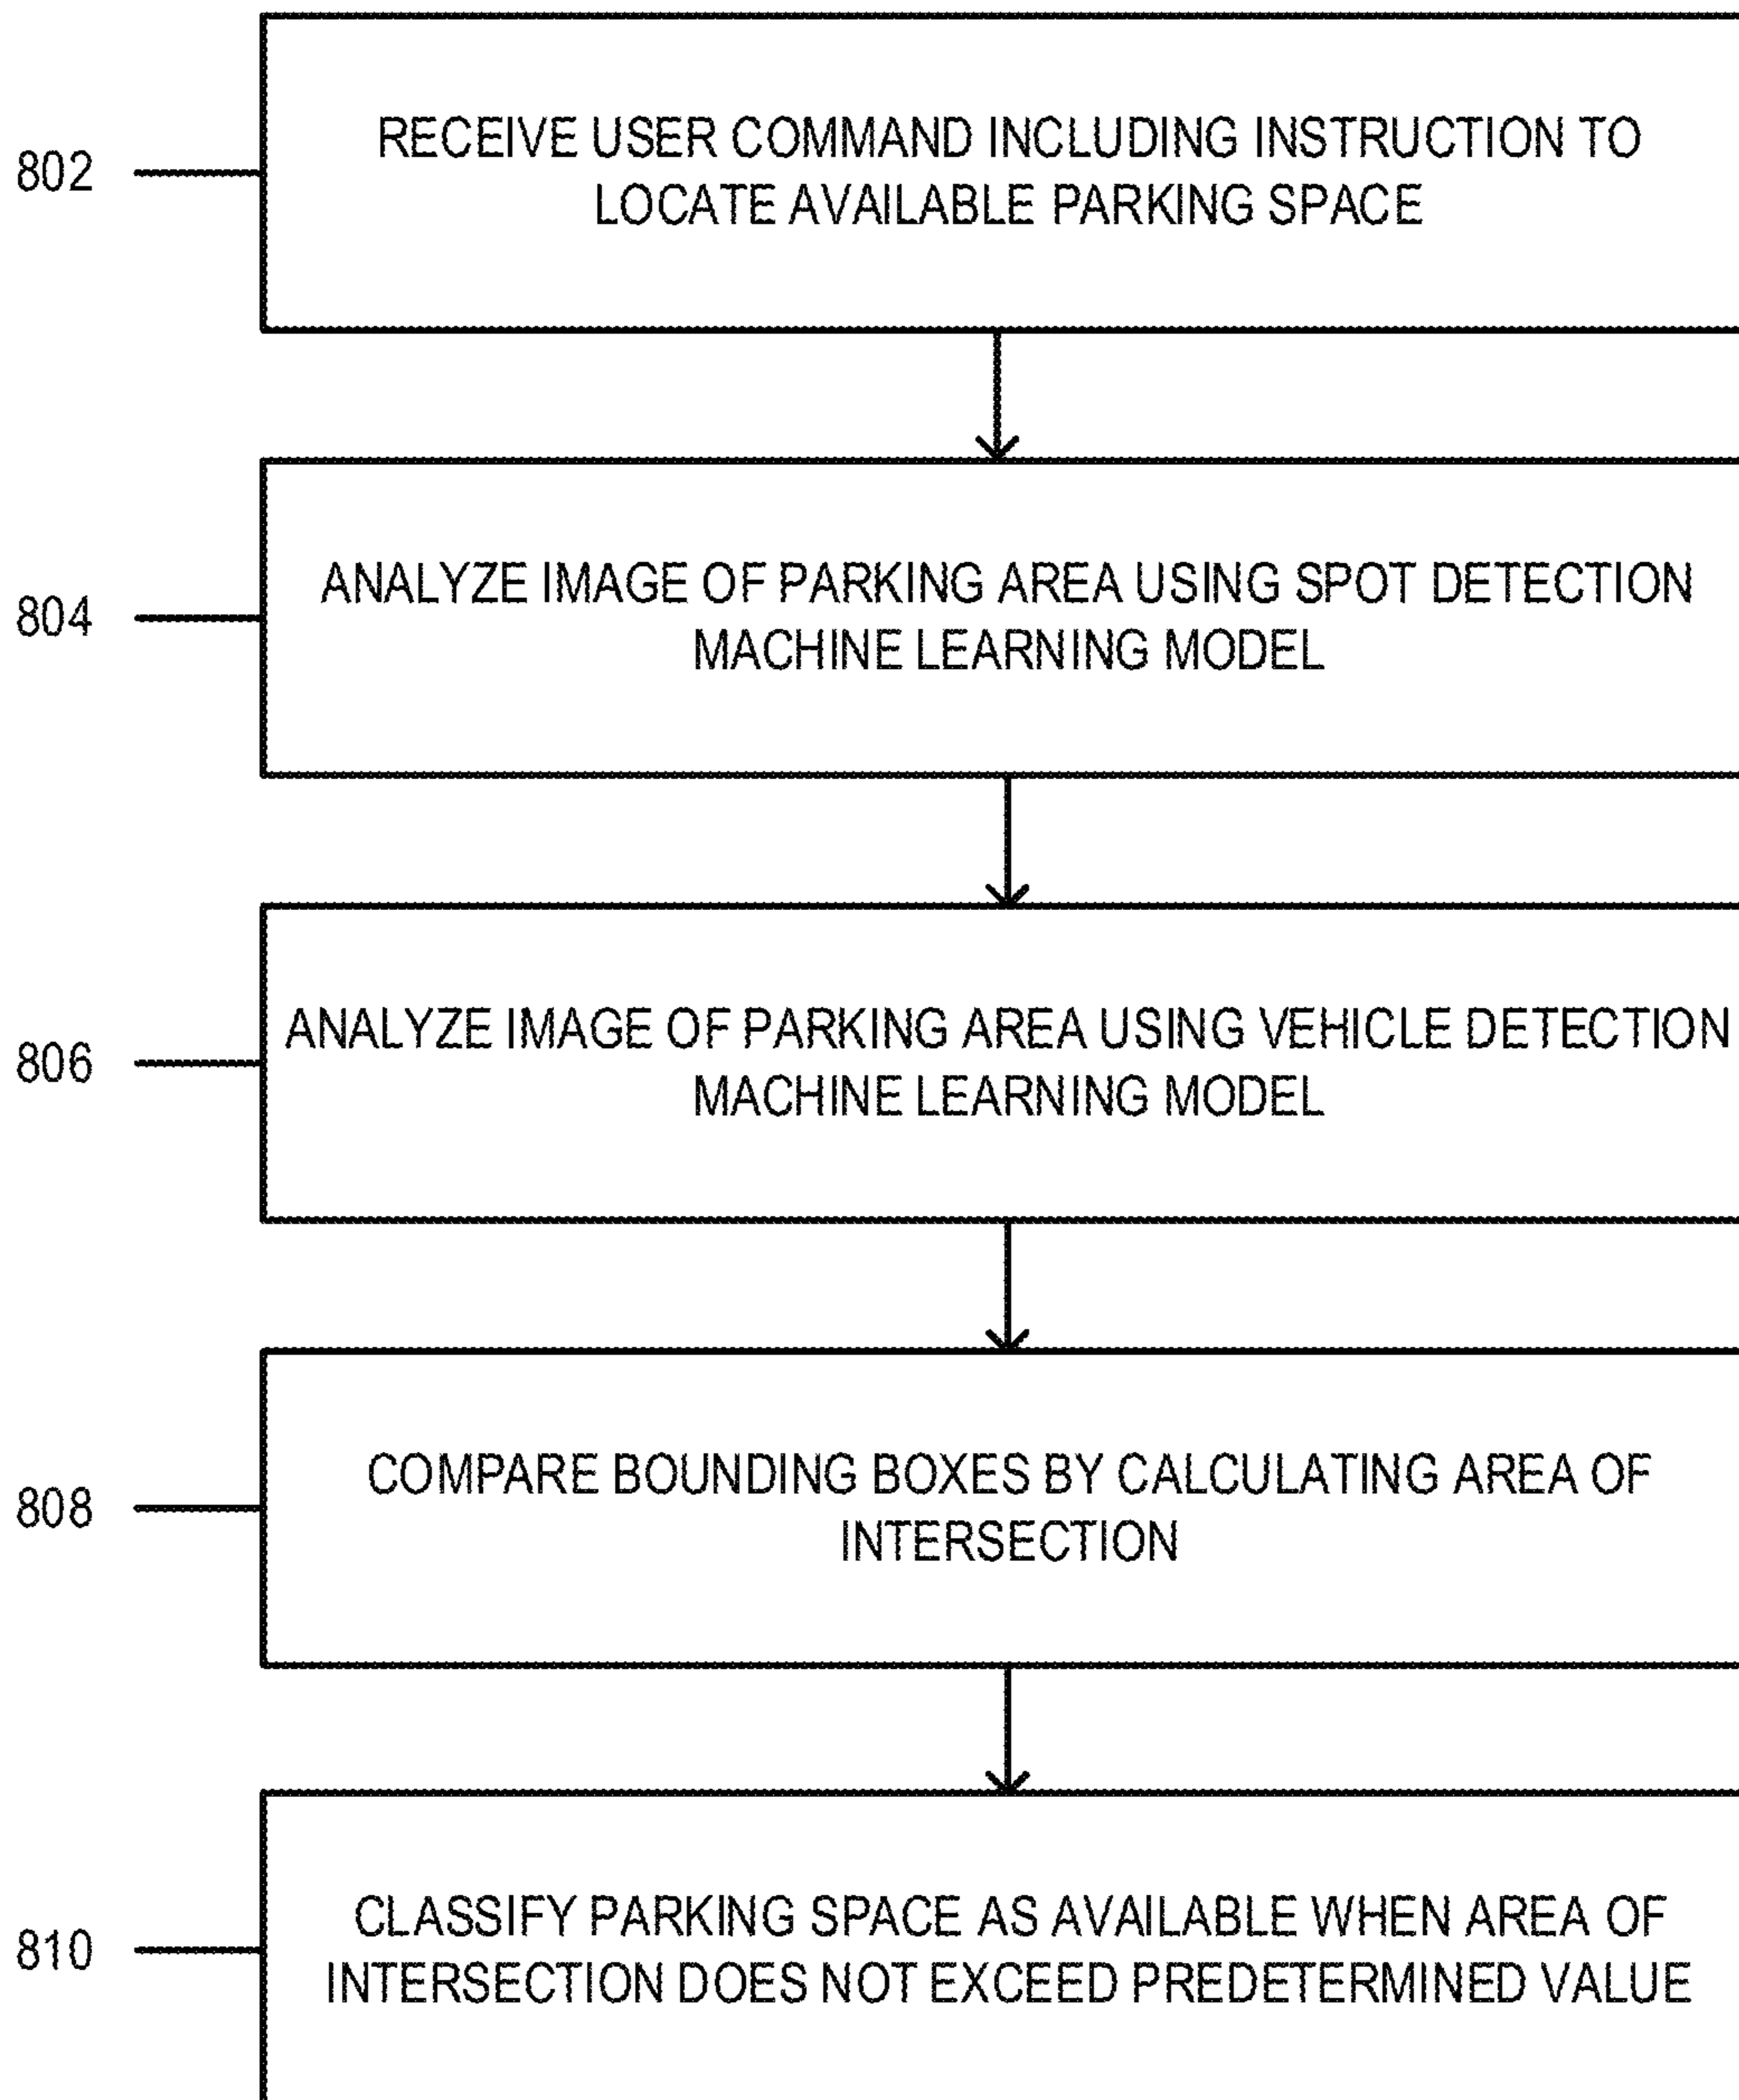 802
RECEIVE USER COMMAND INCLUDING INSTRUCTION TO
LOCATE AVAILABLE PARKING SPACE
804
ANALYZE IMAGE OF PARKING AREA USING SPOT DETECTION
MACHINE LEARNING MODEL
806
ANALYZE IMAGE OF PARKING AREA USING VEHICLE DETECTION
MACHINE LEARNING MODEL
808
COMPARE BOUNDING BOXES BY CALCULATING AREA OF
INTERSECTION
810
CLASSIFY PARKING SPACE AS AVAILABLE WHEN AREA OF
INTERSECTION DOES NOT EXCEED PREDETERMINED VALUE